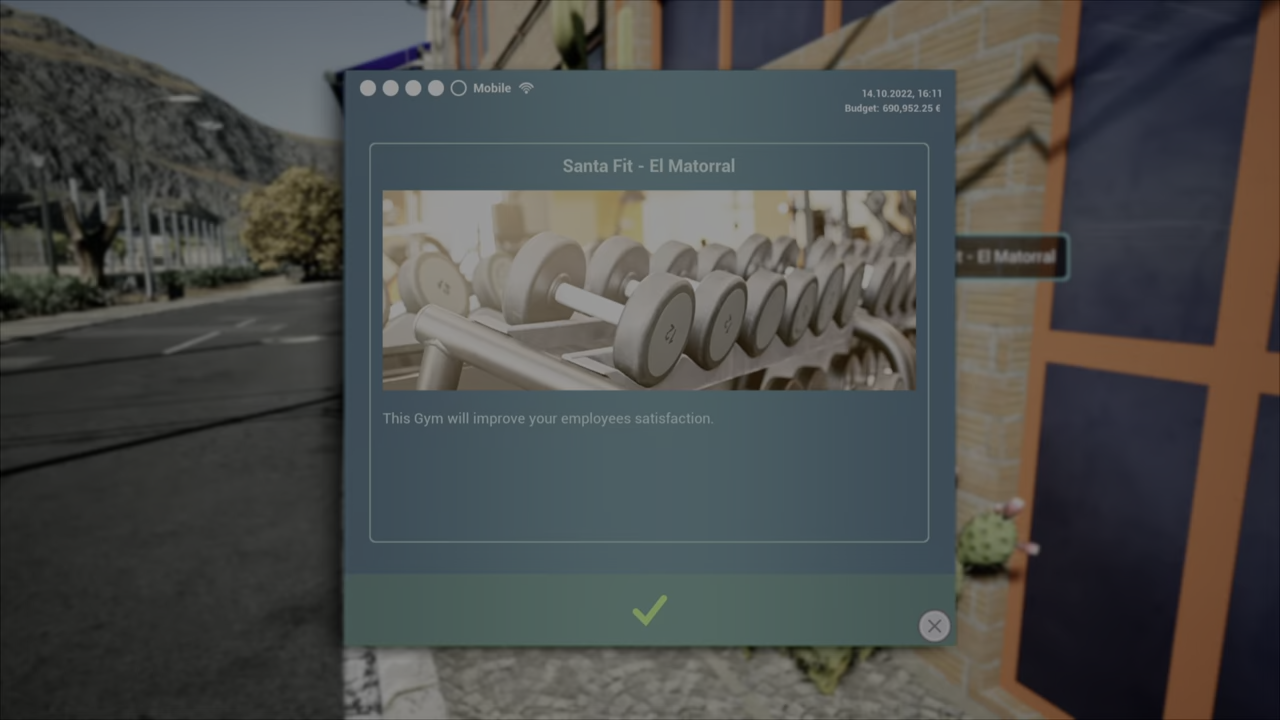 Mobile
14.10.2022, 16:11
Budget: 690,952.25 €
Santa Fit - El Matorral
t - El Matorral
This Gym will improve your employees satisfaction.